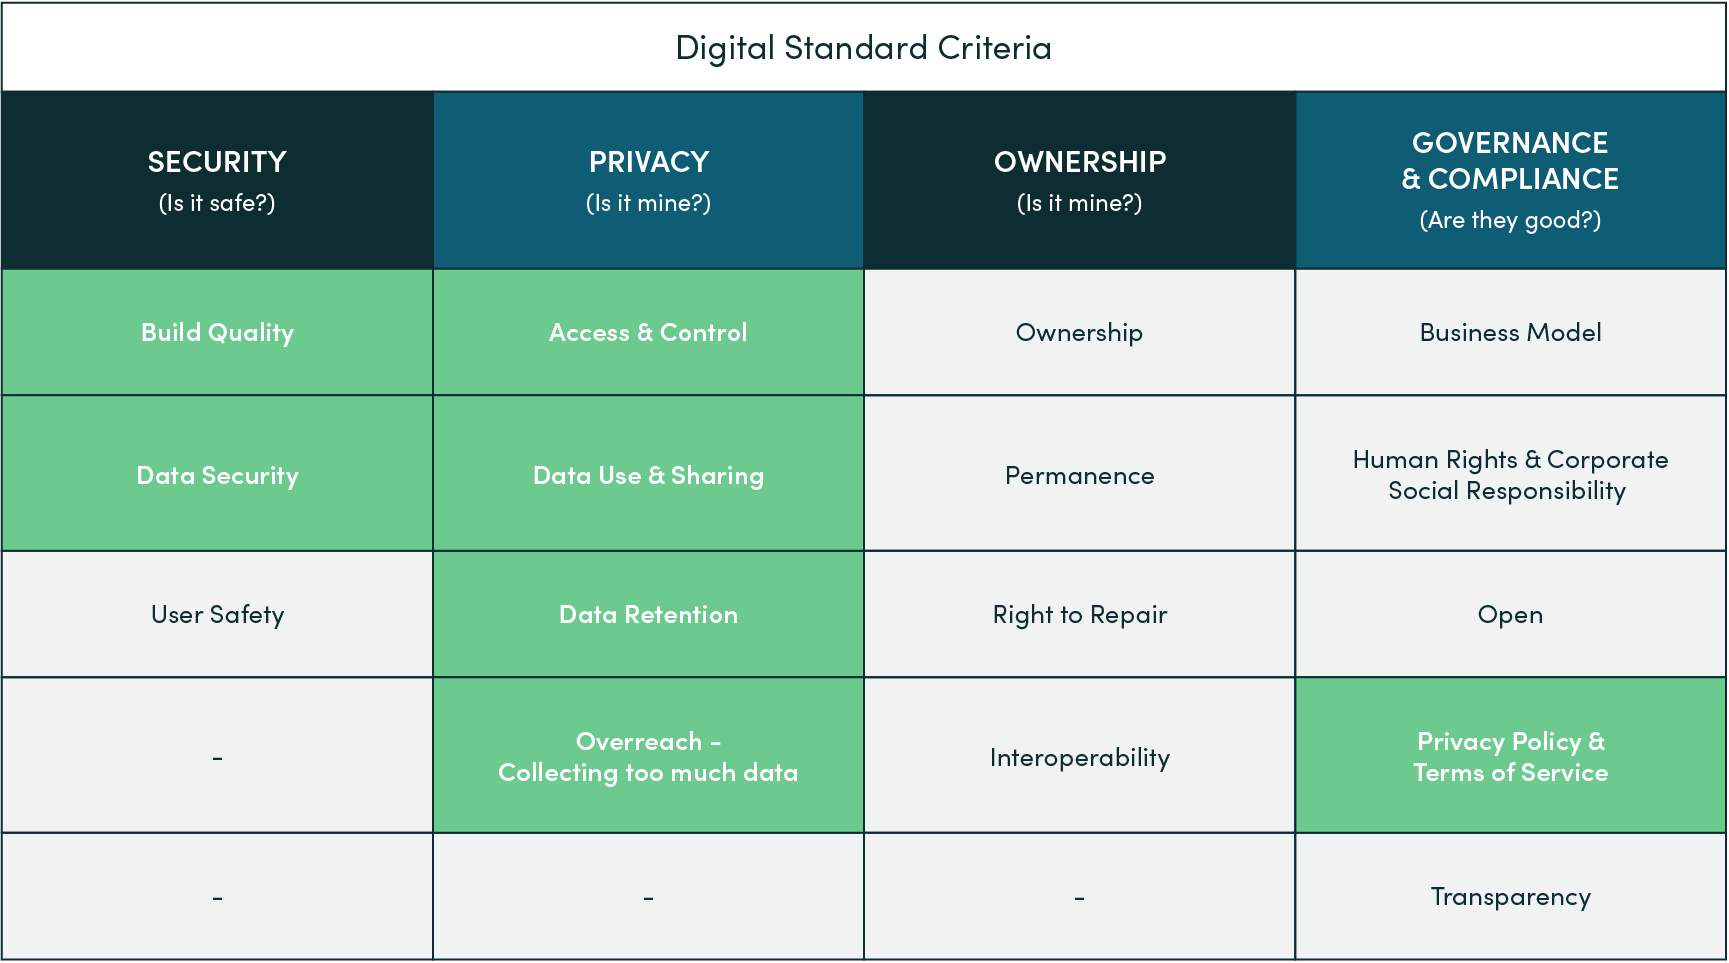 Digital Standard Criteria
SECURITY
(Is it safe?)
PRIVACY
(Is it mine?)
OWNERSHIP
(Is it mine?)
GOVERNANCE
& COMPLIANCE
(Are they good?)
Build Quality
Access & Control
Ownership
Business Model
Data Security
Data Use & Sharing
Permanence
Human Rights & Corporate
Social Responsibility
User Safety
Data Retention
Right to Repair
Open
-
Overreach -
Collecting too much data
Interoperability
Privacy Policy &
Terms of Service
-
-
-
Transparency